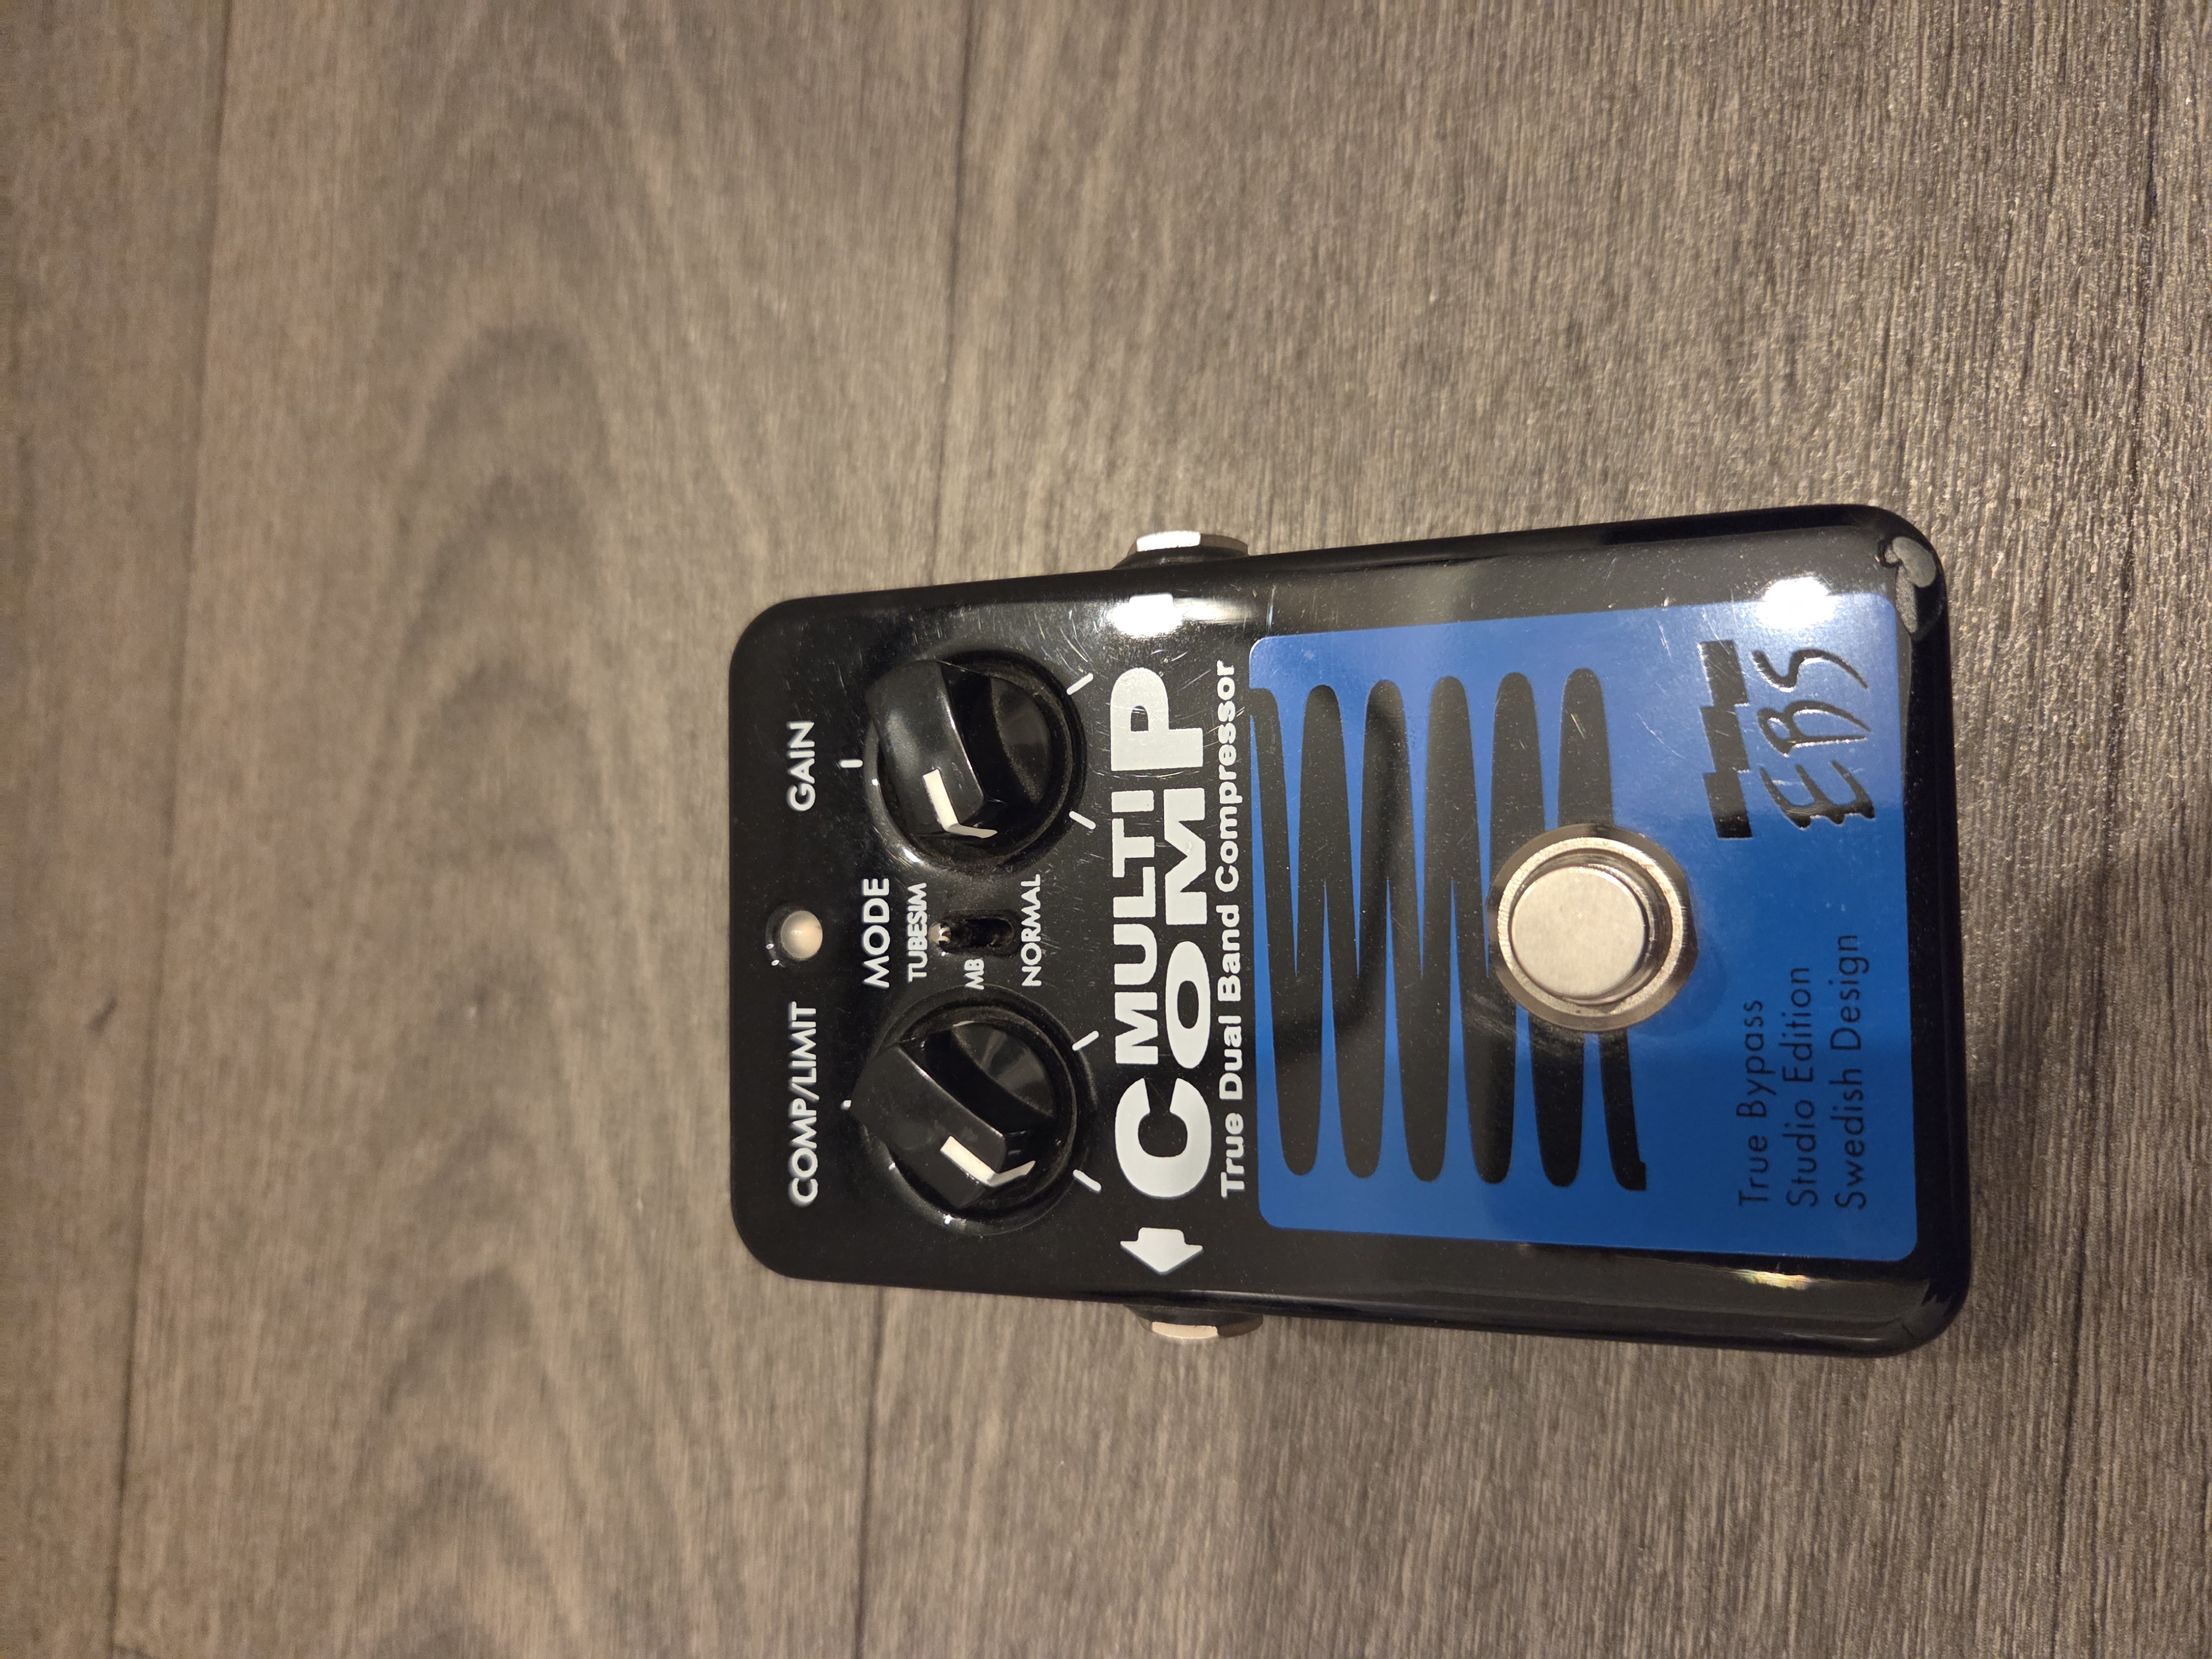 COMP/LIMIT GAIN
MODE
TUBESIM
MB
NORMAL
MULTI
COMP
True Dual Band Compressor
True Bypass
Studio Edition
Swedish Design
EBS